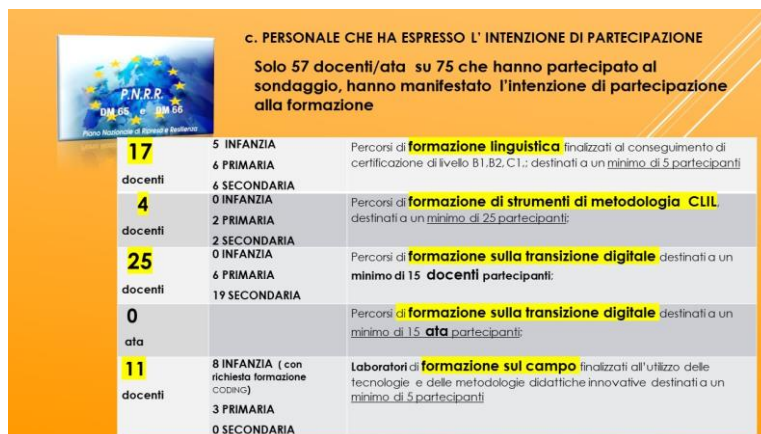 c. PERSONALE CHE HA ESPRESSO L' INTENZIONE DI PARTECIPAZIONE
P.N.R.R.
DM 65 e DM 66
Piano Nazionale di Ripresa e Resilienza
Solo 57 docenti/ata su 75 che hanno partecipato al
sondaggio, hanno manifestato l'intenzione di partecipazione
alla formazione
17
docenti
5 INFANZIA
6 PRIMARIA
6 SECONDARIA
Percorsi di formazione linguistica finalizzati al conseguimento di
certificazione di livello B1.B2, C1.: destinati a un minimo di 5 partecipanti
4
docenti
0 INFANZIA
2 PRIMARIA
2 SECONDARIA
Percorsi di formazione di strumenti di metodologia CLIL,
destinati a un minimo di 25 partecipanti;
25
docenti
0 INFANZIA
6 PRIMARIA
19 SECONDARIA
Percorsi di formazione sulla transizione digitale destinati a un
minimo di 15 docenti partecipanti;
0
ata
Percorsi di formazione sulla transizione digitale destinati a un
minimo di 15 ata partecipanti;
11
docenti
8 INFANZIA ( con
richiesta formazione
CODING)
3 PRIMARIA
0 SECONDARIA
Laboratori di formazione sul campo finalizzati all'utilizzo delle
tecnologie e delle metodologie didattiche innovative destinati a un
minimo di 5 partecipanti